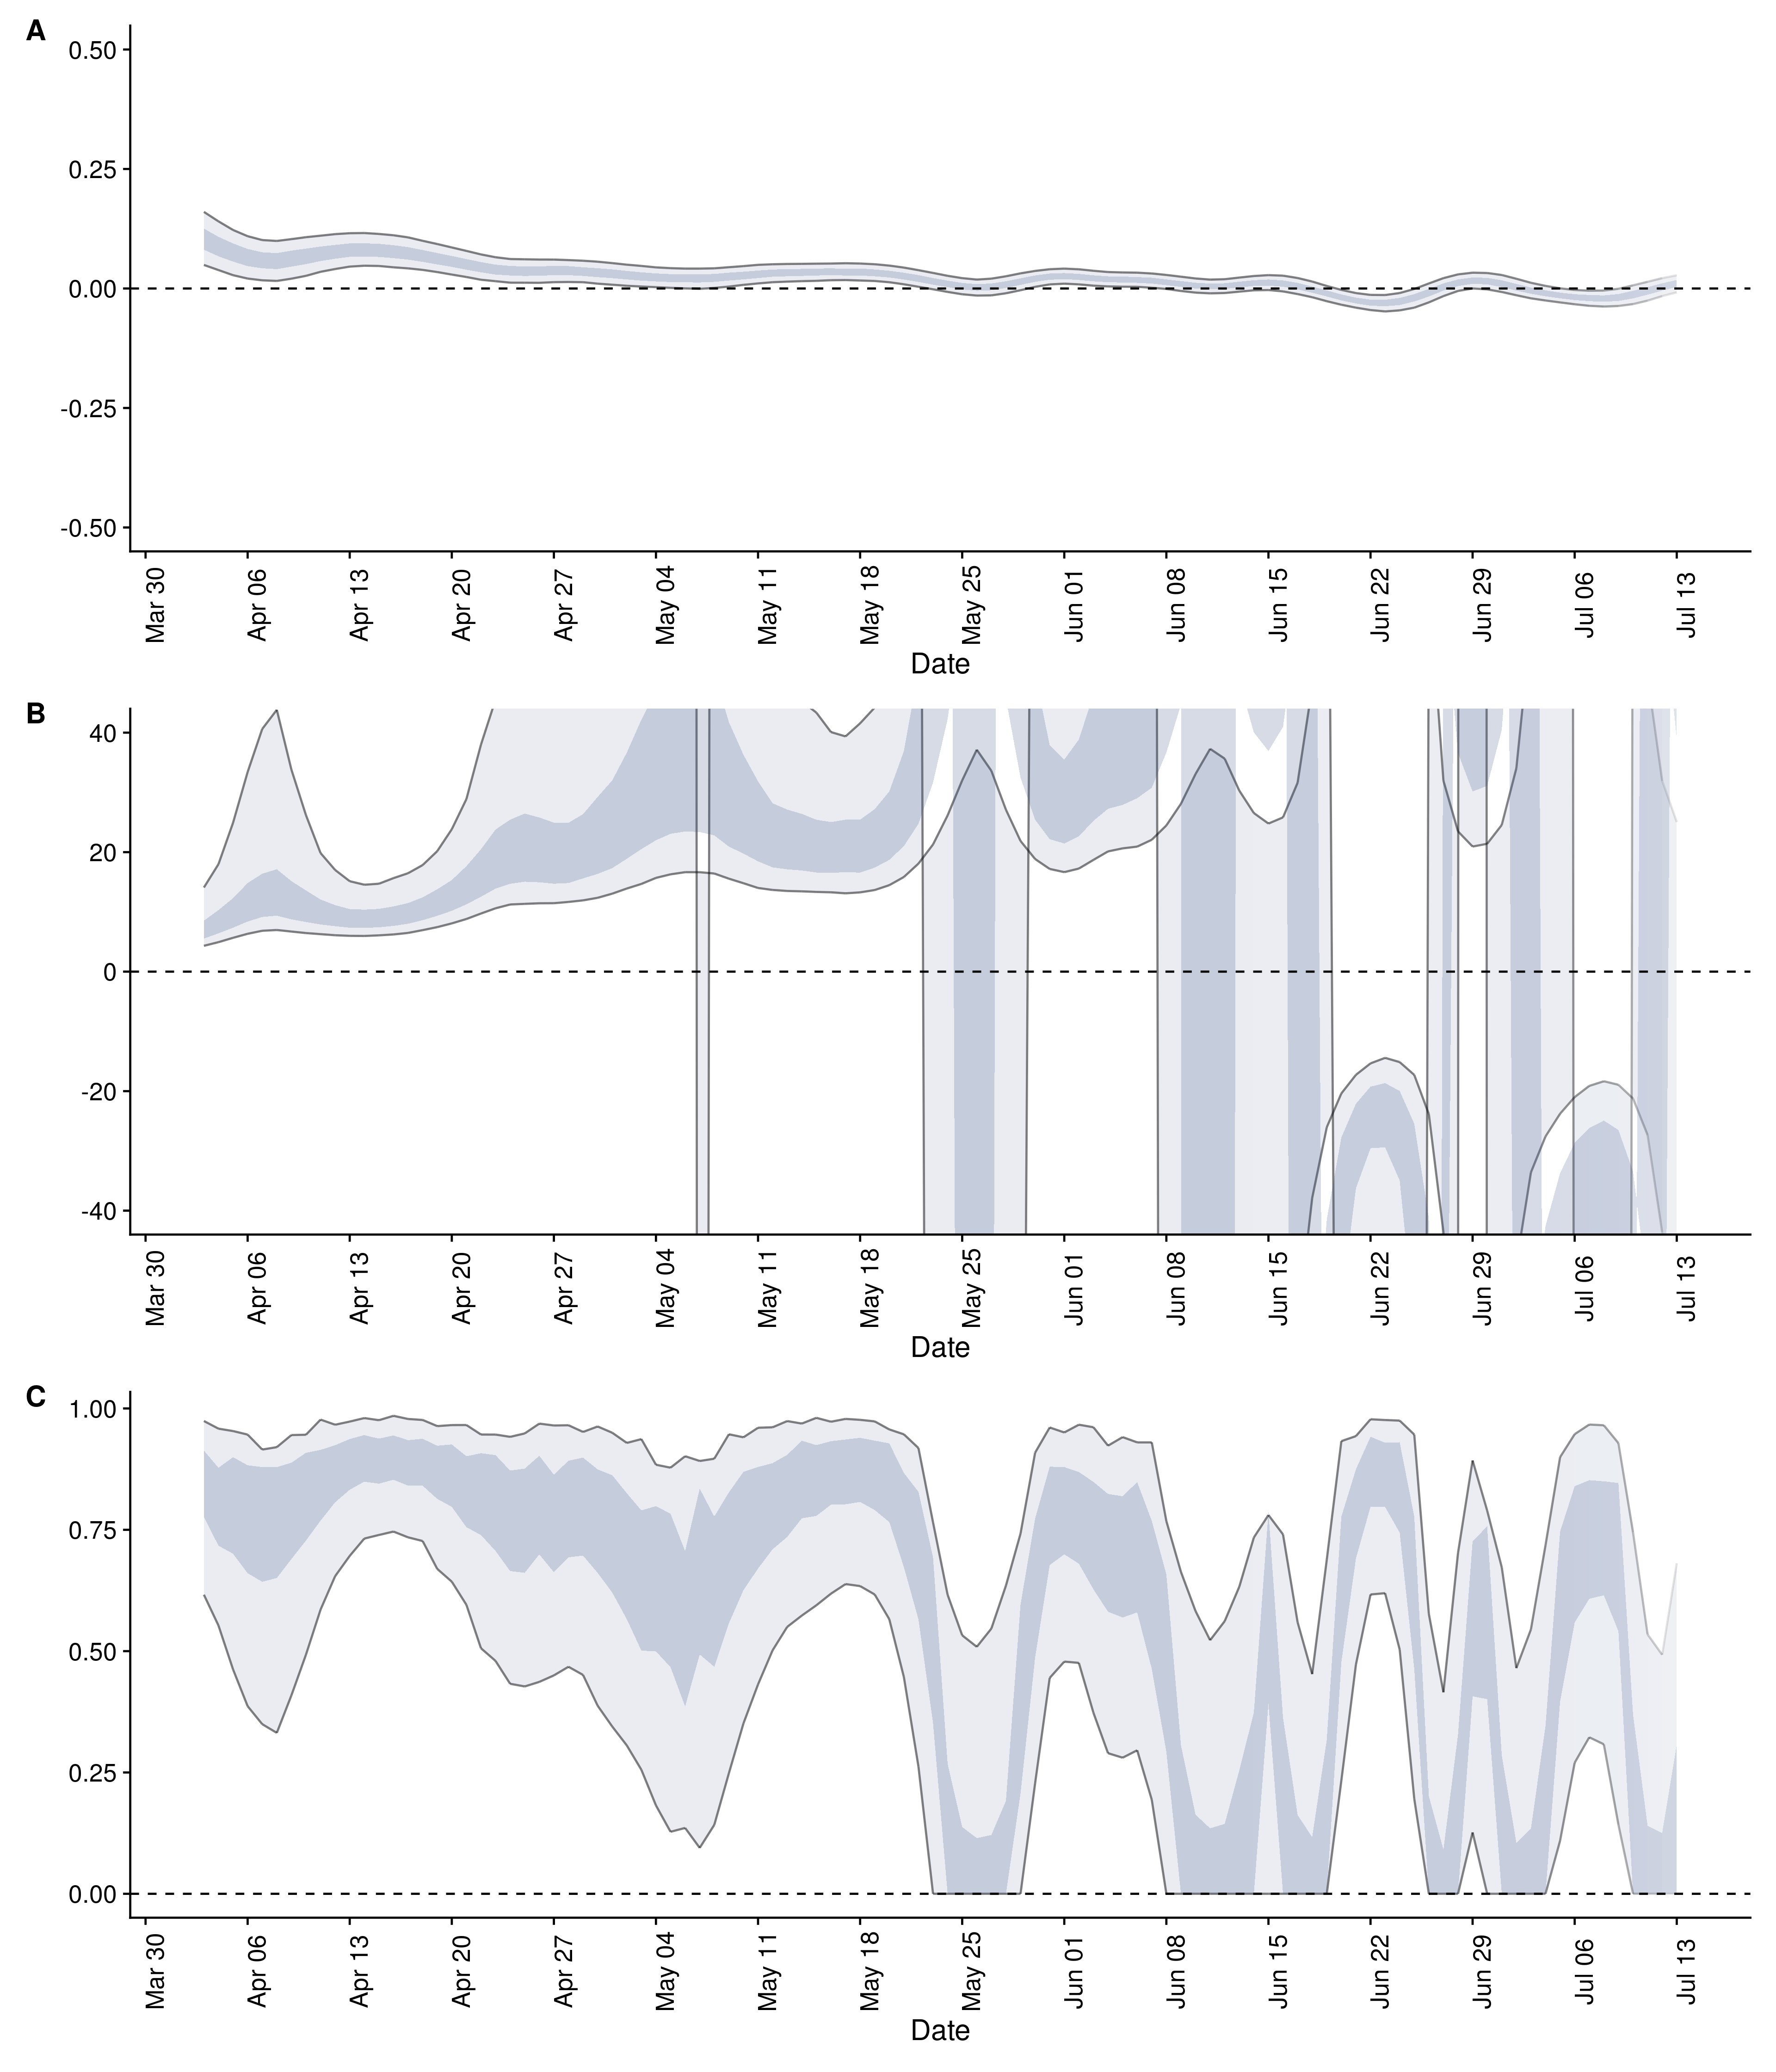 A
0.50
0.25
0.00
-0.25
-0.50
Mar 30
Apr 06
Apr 13
Apr 20
Apr 27
May 04
May 11
May 18
May 25
Jun 01
Jun 08
Jun 15
Jun 22
Jun 29
Jul 06
Jul 13
Date
B
40
20
0
-20
-40
Mar 30
Apr 06
Apr 13
Apr 20
Apr 27
May 04
May 11
May 18
May 25
Jun 01
Jun 08
Jun 15
Jun 22
Jun 29
Jul 06
Jul 13
Date
C
1.00
0.75
0.50
0.25
0.00
Mar 30
Apr 06
Apr 13
Apr 20
Apr 27
May 04
May 11
May 18
May 25
Jun 01
Jun 08
Jun 15
Jun 22
Jun 29
Jul 06
Jul 13
Date